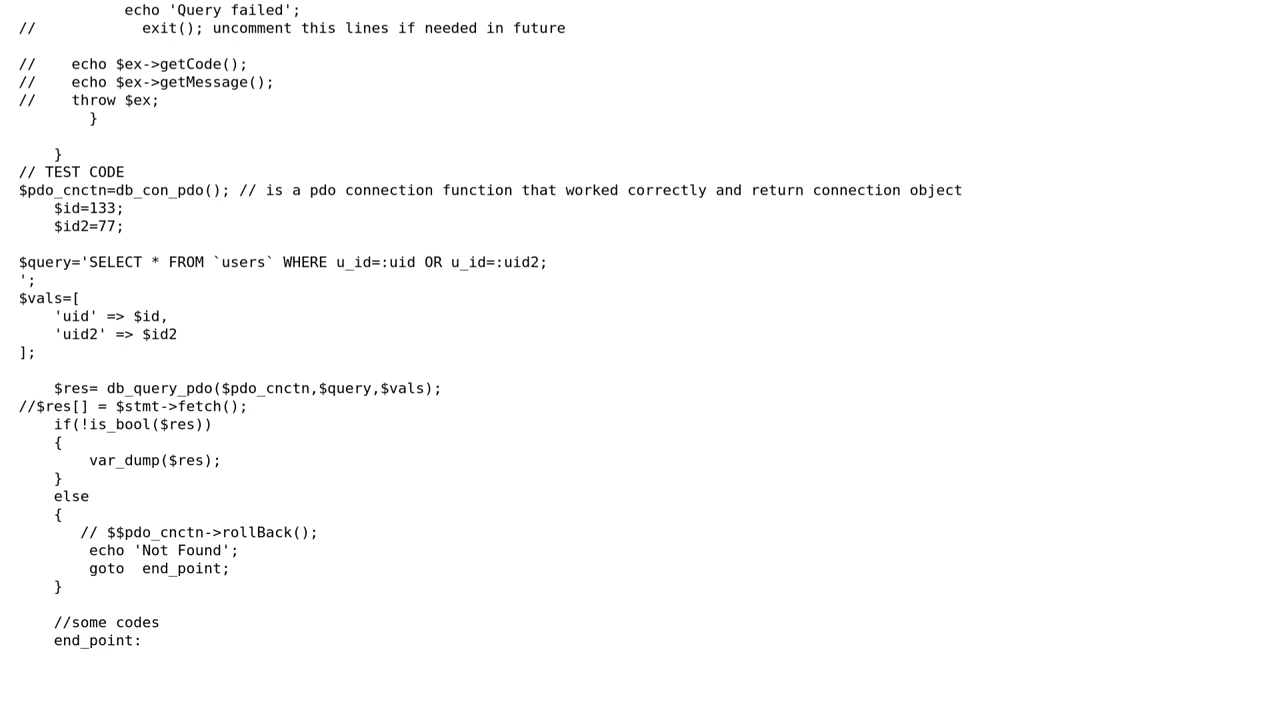 echo 'Query failed';
//            exit(); uncomment this lines if needed in future
//    echo $ex->getCode();
//    echo $ex->getMessage();
//    throw $ex;
        }
    }
// TEST CODE
$pdo_cnctn=db_con_pdo(); // is a pdo connection function that worked correctly and return connection object
    $id=133;
    $id2=77;
$query='SELECT * FROM `users` WHERE u_id=:uid OR u_id=:uid2;
';
$vals=[
    'uid' => $id,
    'uid2' => $id2
];
    $res= db_query_pdo($pdo_cnctn,$query,$vals);
//$res[] = $stmt->fetch();
    if(!is_bool($res))
    {
        var_dump($res);
    }
    else
    {
       // $$pdo_cnctn->rollBack();
        echo 'Not Found';
        goto  end_point;
    }
    //some codes
    end_point: